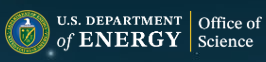 U.S. DEPARTMENT
of ENERGY
Office of
Science